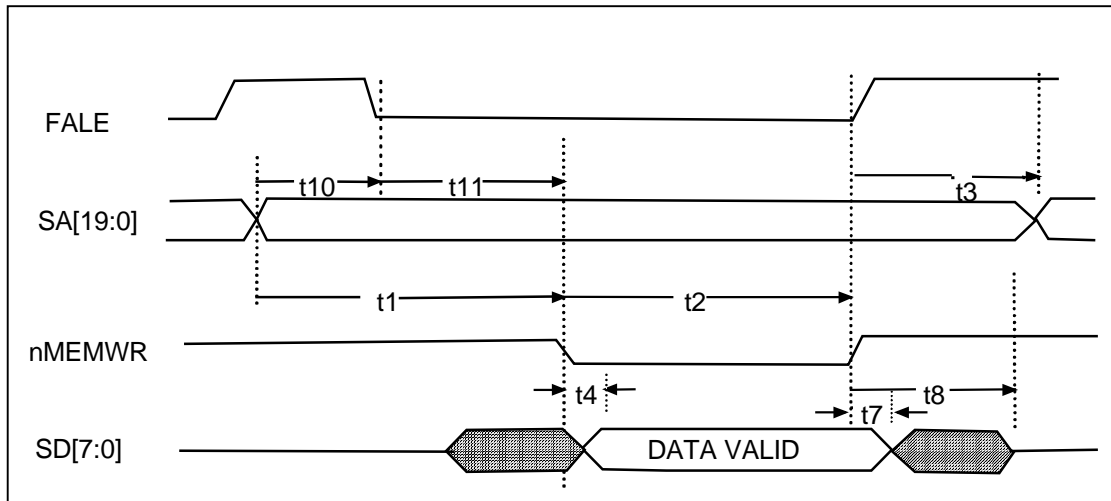 FALE
t10
t11
t3
SA[19:0]
t1
t2
nMEMWR
t4
t8
t7
SD[7:0]
DATA VALID